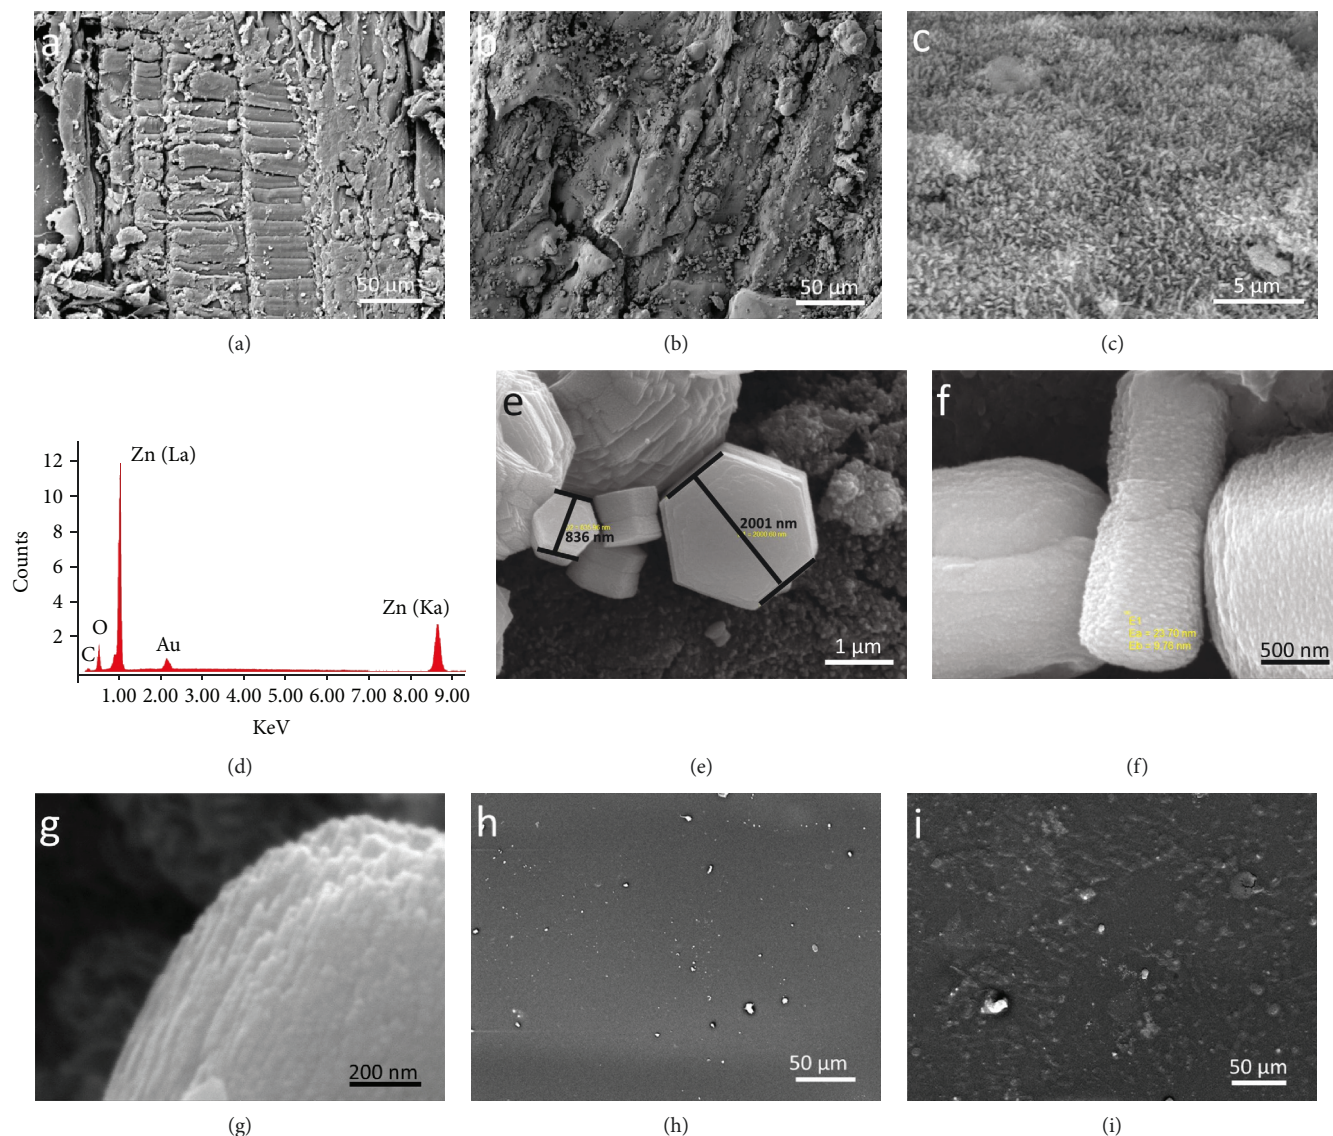 a
50 μm
b
50 μm
c
5 μm
(a)
(b)
(c)
Counts
12
10
8
6
4
2
Zn (La)
Zn (Ka)
O
C
Au
1.00 2.00 3.00 4.00 5.00 6.00 7.00 8.00 9.00
KeV
e
836 nm
2001 nm
1 μm
f
500 nm
(d)
(e)
(f)
g
200 nm
h
50 μm
i
50 μm
(g)
(h)
(i)